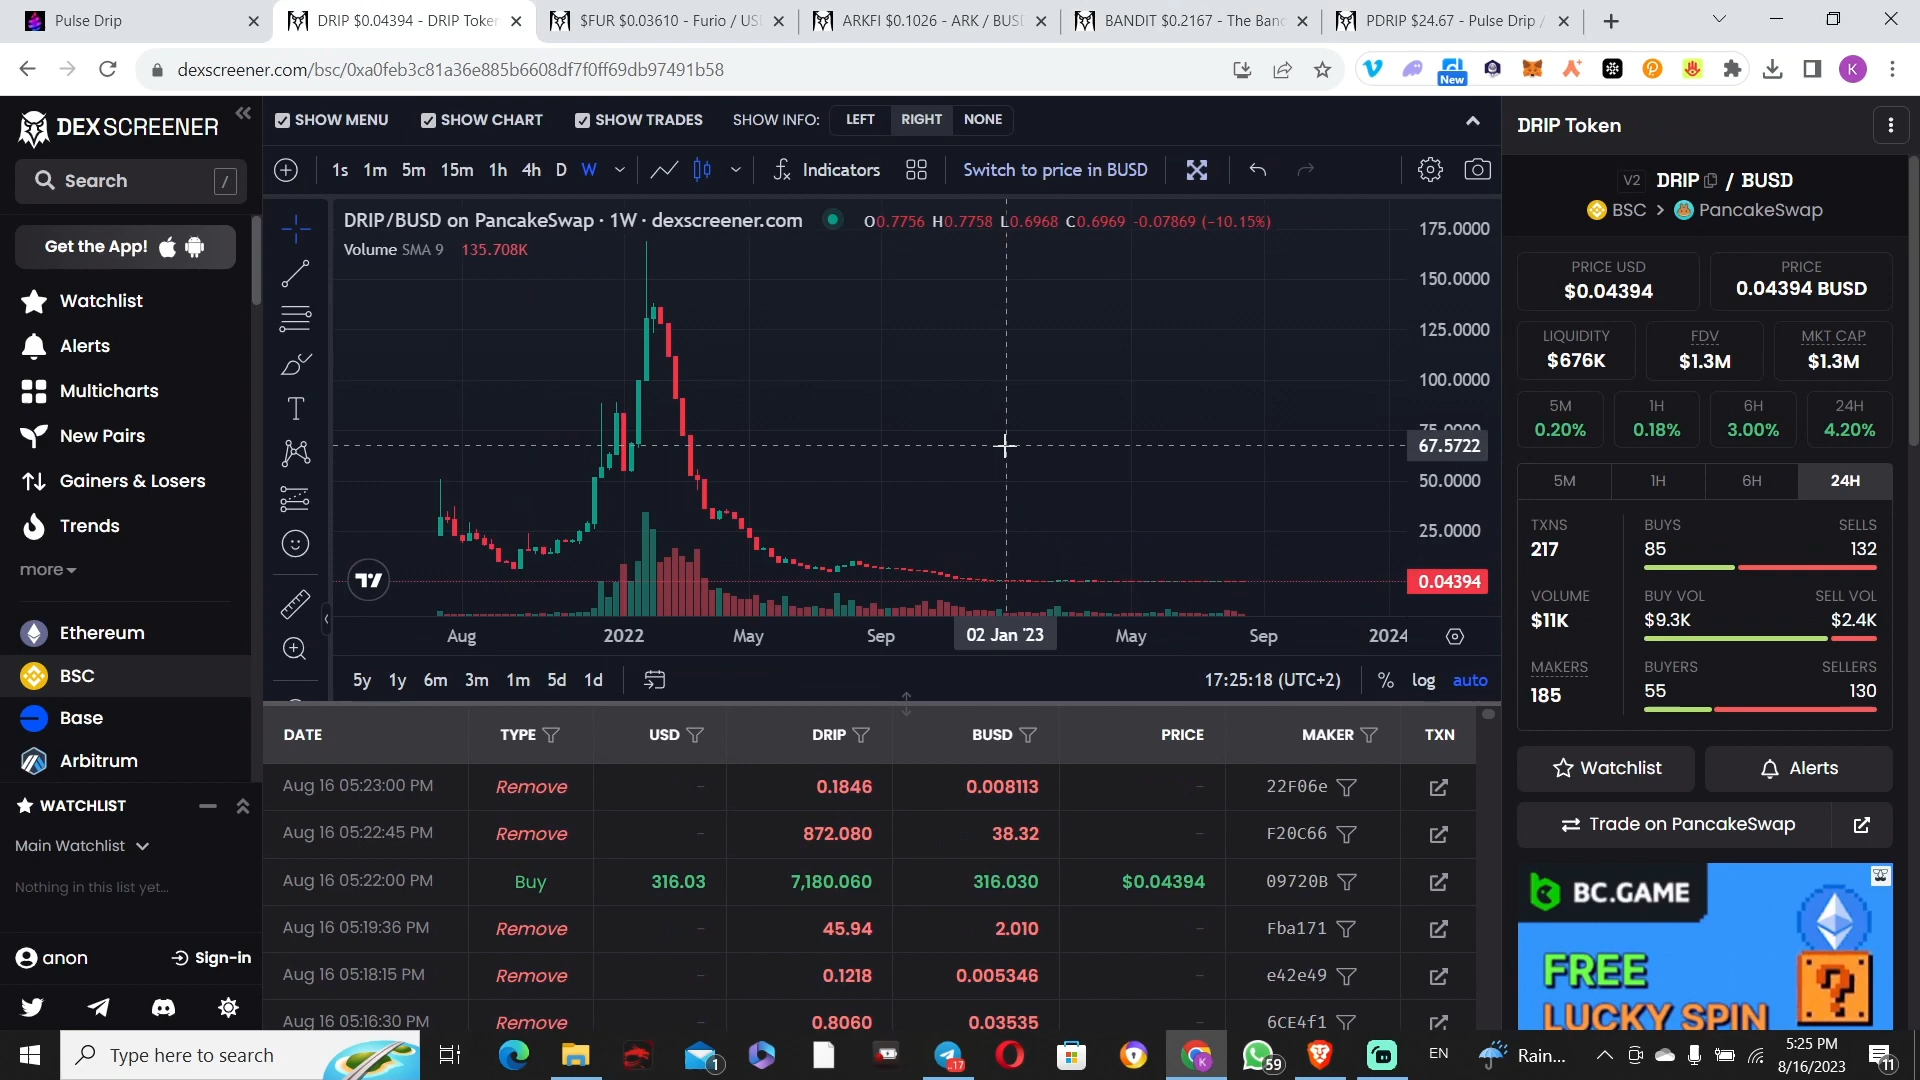 Pulse Drip
DRIP $0.04394 - DRIP Token
$FUR $0.03610 - Furio / US
ARKFI $0.1026 - ARK / BUSD
BANDIT $0.2167 - The Band
PDRIP $24.67 - Pulse Drip /
dexscreener.com/bsc/0xa0feb3c81a36e885b6608df7f0ff69db97491b58
New
K
DEX SCREENER
SHOW MENU SHOW CHART SHOW TRADES SHOW INFO: LEFT RIGHT NONE
DRIP Token
Search /
1s 1m 5m 15m 1h 4h D W Indicators Switch to price in BUSD
V2 DRIP / BUSD
BSC > PancakeSwap
DRIP/BUSD on PancakeSwap · 1W · dexscreener.com O0.7756 H0.7758 L0.6968 C0.6969 -0.07869 (−10.15%)
Volume SMA 9 135.708K
Get the App!
Watchlist
Alerts
Multicharts
New Pairs
Gainers & Losers
Trends
more
Ethereum
BSC
Base
Arbitrum
WATCHLIST
Main Watchlist
Nothing in this list yet...
anon Sign-in
175.0000
150.0000
125.0000
100.0000
75.0000
67.5722
50.0000
25.0000
0.04394
Aug 2022 May Sep 02 Jan '23 May Sep 2024
5y 1y 6m 3m 1m 5d 1d 17:25:18 (UTC+2) % log auto
PRICE USD
$0.04394
PRICE
0.04394 BUSD
LIQUIDITY
$676K
FDV
$1.3M
MKT CAP
$1.3M
5M
0.20%
1H
0.18%
6H
3.00%
24H
4.20%
5M 1H 6H 24H
TXNS
217
BUYS SELLS
85 132
VOLUME
$11K
BUY VOL SELL VOL
$9.3K $2.4K
MAKERS
185
BUYERS SELLERS
55 130
Watchlist Alerts
Trade on PancakeSwap
BC.GAME
FREE
LUCKY SPIN
DATE TYPE USD DRIP BUSD PRICE MAKER TXN
Aug 16 05:23:00 PM Remove – 0.1846 0.008113 – 22F06e
Aug 16 05:22:45 PM Remove – 872.080 38.32 – F20C66
Aug 16 05:22:00 PM Buy 316.03 7,180.060 316.030 $0.04394 09720B
Aug 16 05:19:36 PM Remove – 45.94 2.010 – Fba171
Aug 16 05:18:15 PM Remove – 0.1218 0.005346 – e42e49
Aug 16 05:16:30 PM Remove – 0.8060 0.03535 – 6CE4f1
Type here to search
1
17
59
EN
Rain...
5:25 PM
8/16/2023
11